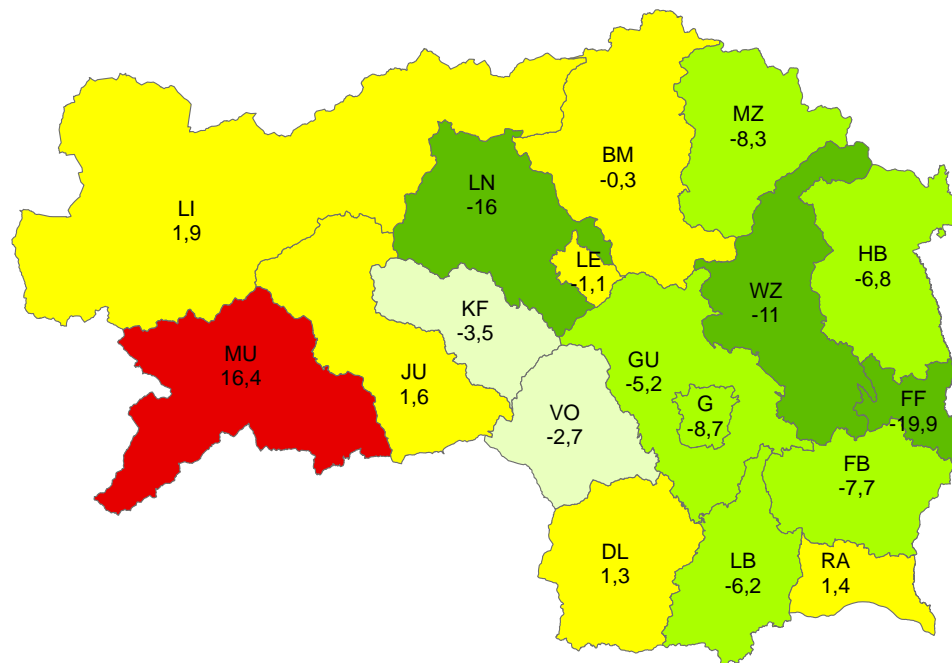 MZ
-8,3
BM
-0,3
LN
-16
LI
1,9
LE
-1,1
HB
-6,8
WZ
-11
KF
-3,5
MU
16,4
JU
1,6
GU
-5,2
G
-8,7
FF
-19,9
VO
-2,7
FB
-7,7
DL
1,3
LB
-6,2
RA
1,4